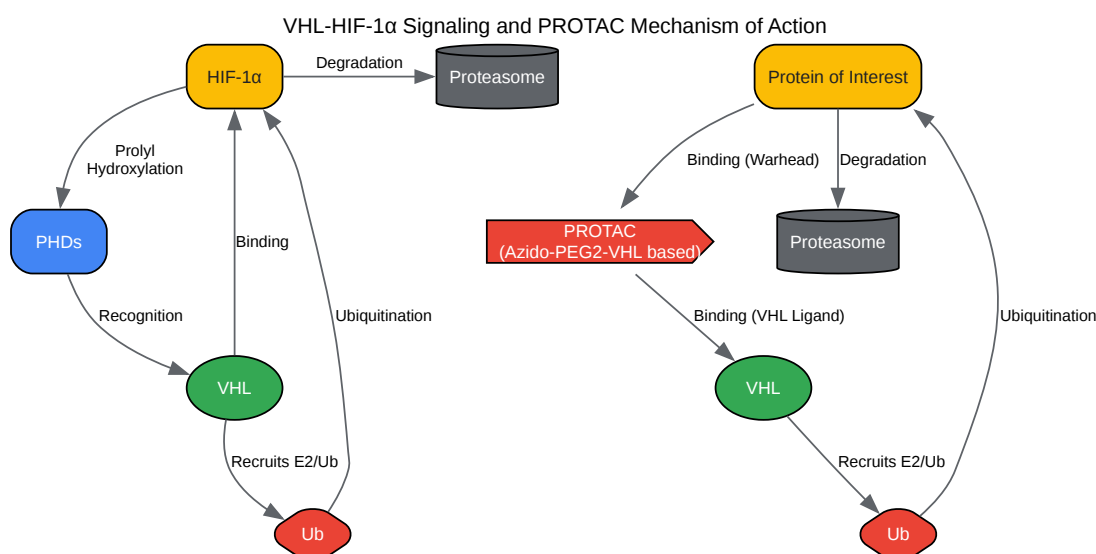 VHL-HIF-1α Signaling and PROTAC Mechanism of Action
HIF-1α
Degradation
Proteasome
Prolyl
Hydroxylation
PHDs
Binding
Recognition
Ubiquitination
VHL
Recruits E2/Ub
Ub
Protein of Interest
Binding (Warhead)
Degradation
PROTAC
(Azido-PEG2-VHL based)
Proteasome
Binding (VHL Ligand)
Ubiquitination
VHL
Recruits E2/Ub
Ub